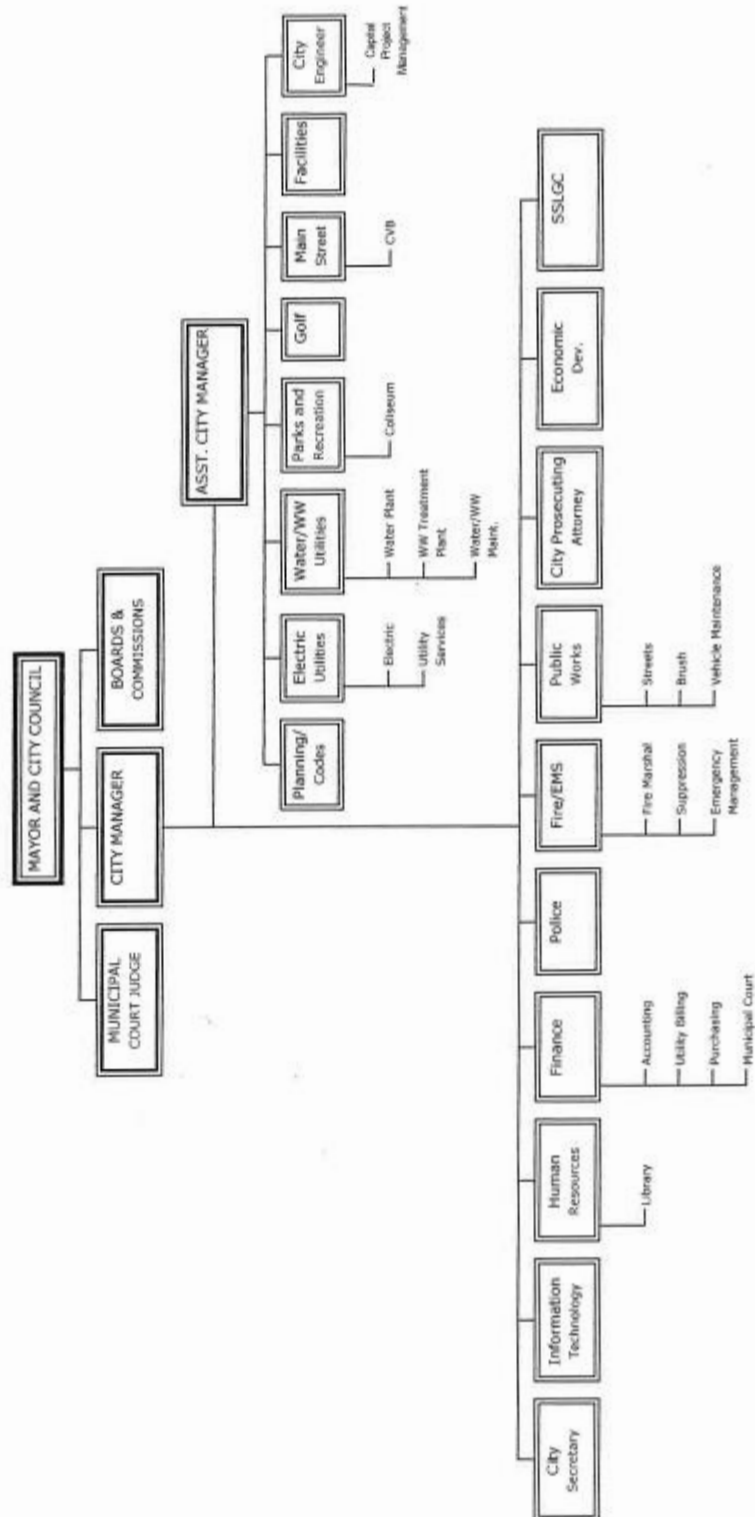 MAYOR AND CITY COUNCIL
MUNICIPAL
COURT JUDGE
CITY MANAGER
BOARDS &
COMMISSIONS
ASST. CITY MANAGER
Planning/
Codes
Electric
Utilities
Electric
Utility
Services
Water/WW
Utilities
Water Plant
WW Treatment
Plant
Water/WW
Maint.
Parks and
Recreation
Coliseum
Golf
Main
Street
CVB
Facilities
City
Engineer
Capital
Project
Management
City
Secretary
Information
Technology
Human
Resources
Library
Finance
Accounting
Utility Billing
Purchasing
Municipal Court
Police
Fire/EMS
Fire Marshal
Suppression
Emergency
Management
Public
Works
Streets
Brush
Vehicle Maintenance
City Prosecuting
Attorney
Economic
Dev.
SSLGC